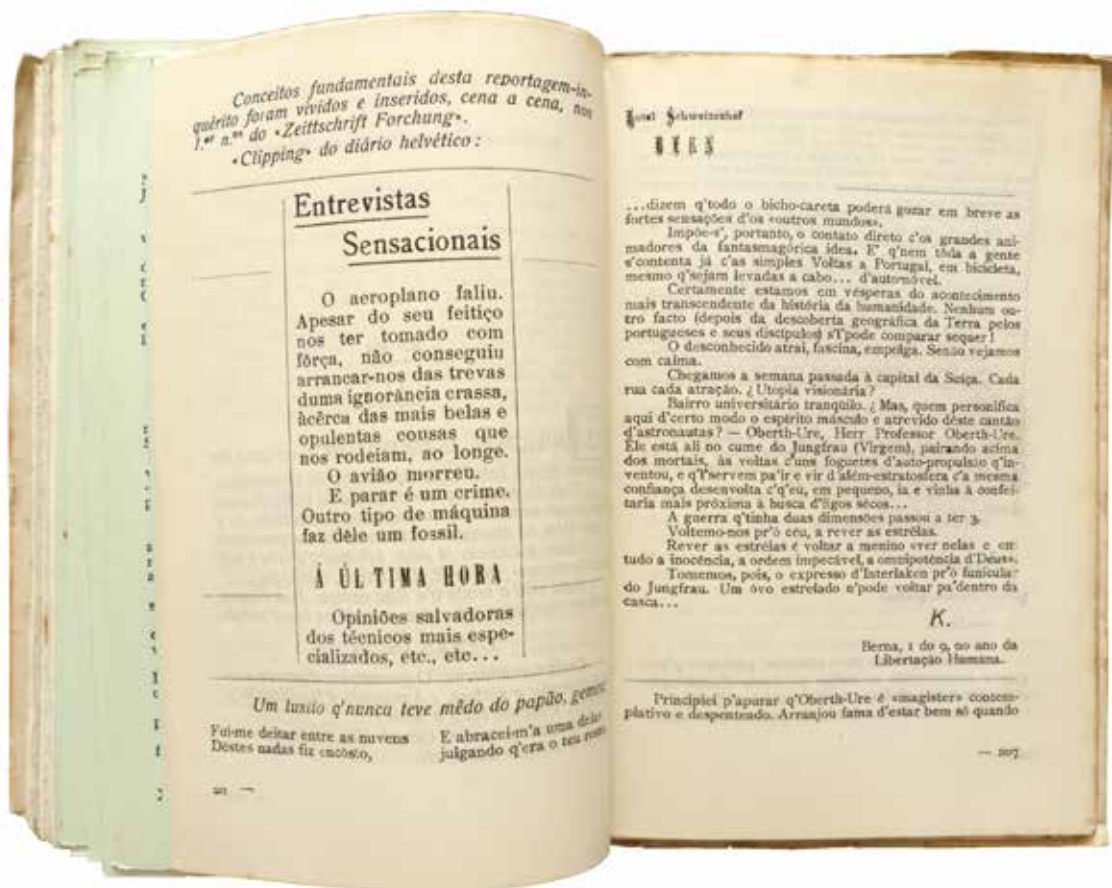 Conceitos fundamentais desta reportagem-in-
quérito foram vividos e inseridos, cena a cena, nos
1.ºˢ n.ºˢ do «Zeittschrift Forchung».
«Clipping» do diário helvético:
Entrevistas
Sensacionais
O aeroplano faliu.
Apesar do seu feitiço
nos ter tomado com
fôrça, não conseguiu
arrancar-nos das trevas
duma ignorância crassa,
àcêrca das mais belas e
opulentas cousas que
nos rodeiam, ao longe.
O avião morreu.
E parar é um crime.
Outro tipo de máquina
faz dêle um fossil.
Á ÚLTIMA HORA
Opiniões salvadoras
dos técnicos mais espe-
cializados, etc., etc...
Um lusito q'nunca teve mêdo do papão, gemeu:
Fui-me deitar entre as nuvens
Dêstes nadas fiz encôsto,
E abracei-m'a uma delas
julgando q'era o teu rosto
Hotel Schweizerhof
BERN
...dizem q'todo o bicho-careta poderá gozar em breve as
fortes sensações d'os «outros mundos».
Impõe-s', portanto, o contato direto c'os grandes ani-
madores da fantasmagórica idea. E' q'nem tôda a gente
s'contenta já c'as simples Voltas a Portugal, em bicicleta,
mesmo q'sejam levadas a cabo... d'automóvel.
Certamente estamos em vésperas do acontecimento
mais transcendente da história da humanidade. Nenhum ou-
tro facto (depois da descoberta geográfica da Terra pelos
portugueses e seus discípulos) s'l'pode comparar sequer!
O desconhecido atrai, fascina, empolga. Senão vejamos
com calma.
Chegamos a semana passada à capital da Suíça. Cada
rua cada atração. ¿Utopia visionária?
Bairro universitário tranqüilo. ¿Mas, quem personifica
aqui d'certo modo o espírito másculo e atrevido dêste cantão
d'astronautas? — Oberth-Ure, Herr Professor Oberth-Ure.
Êle está ali no cume do Jungfrau (Virgem), pairando acima
dos mortais, às voltas c'uns foguetes d'auto-propulsão q'in-
ventou, e q'l'servem pa'ir e vir d'além-estratosfera c'a mesma
confiança desenvolta c'q'eu, em pequeno, ia e vinha à confei-
taria mais próxima à busca d'figos sêcos...
A guerra q'tinha duas dimensões passou a ter 3.
Voltemo-nos pr'ò céu, a rever as estrêlas.
Rever as estrêlas é voltar a menino «ver nelas e em
tudo a inocência, a ordem impecável, a omnipotência d'Deus».
Tomemos, pois, o expresso d'Interlaken pr'ò funicular
do Jungfrau. Um ôvo estrelado n'pode voltar pa'dentro da
casca...
K.
Berna, 1 do 9, no ano da
Libertação Humana.
Principiei p'apurar q'Oberth-Ure é «magister» contem-
plativo e despenteado. Arranjou fama d'estar bem só quando
— 207